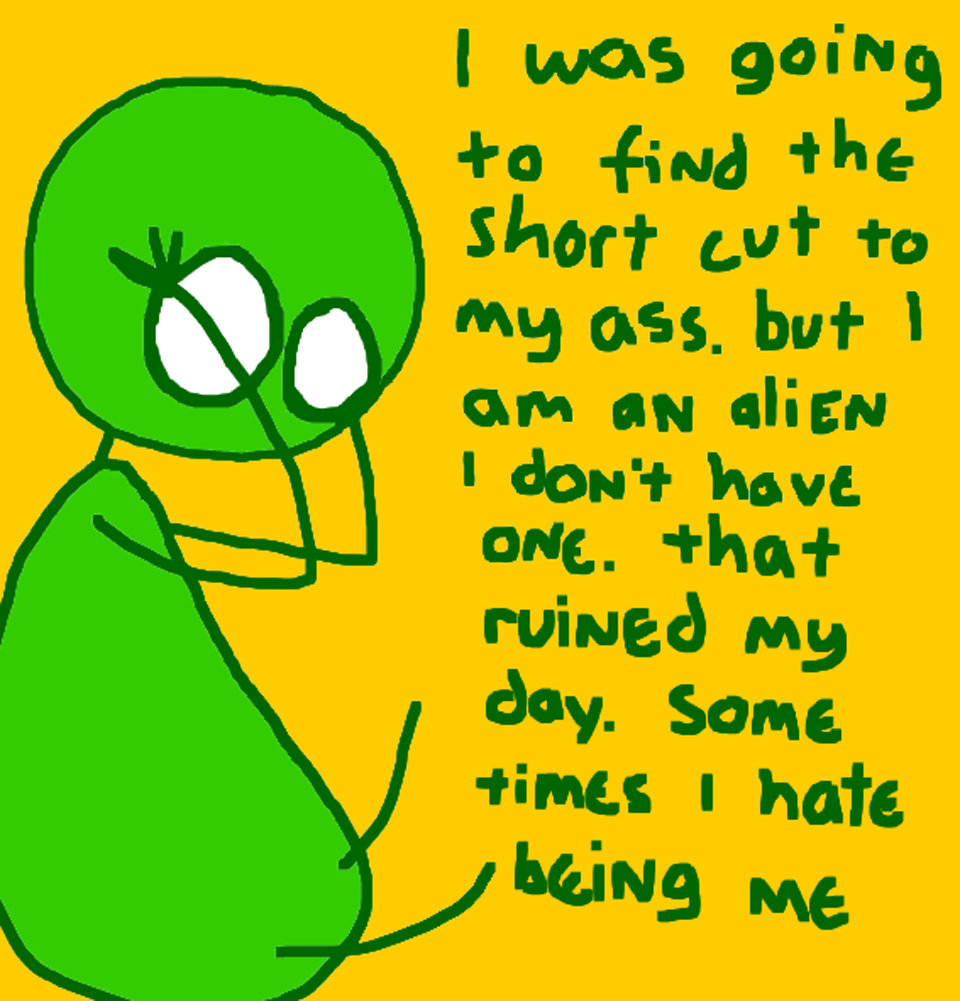 I was going
to find the
short cut to
my ass. but I
am an alien
I don't have
one. that
ruined my
day. Some
times I hate
being me